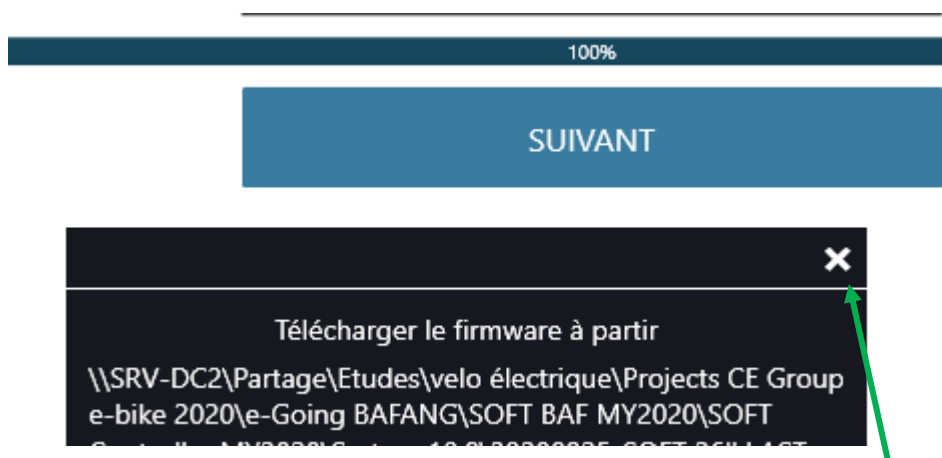 100%
SUIVANT
Télécharger le firmware à partir
\\SRV-DC2\Partage\Etudes\velo électrique\Projects CE Group
e-bike 2020\e-Going BAFANG\SOFT BAF MY2020\SOFT